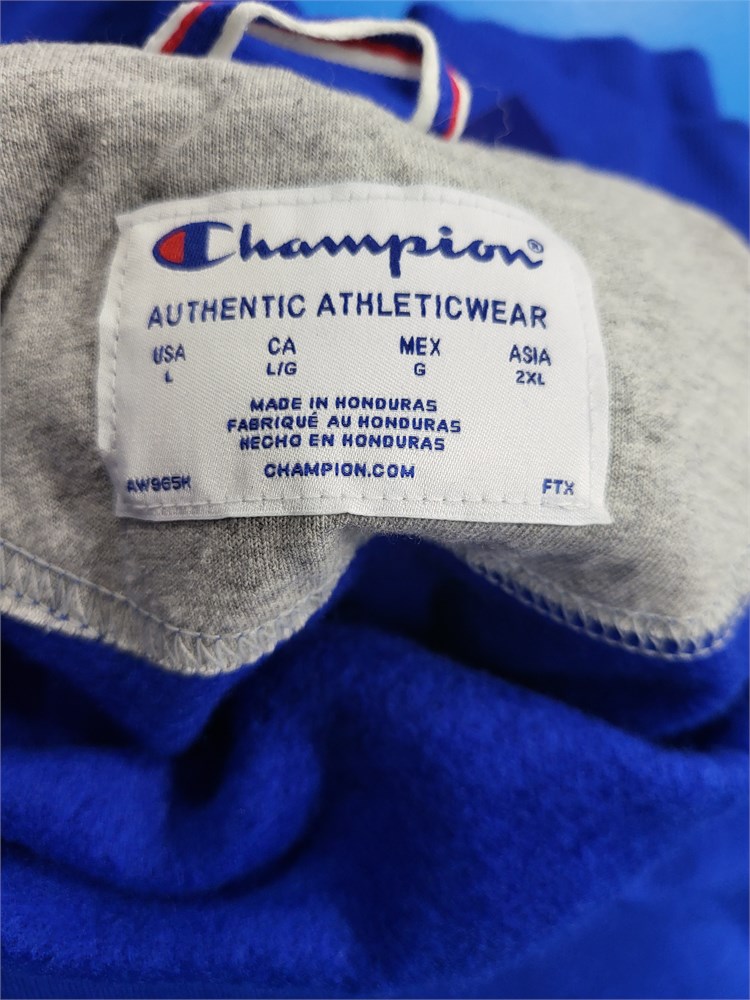 Champion®
AUTHENTIC ATHLETICWEAR
USA CA MEX ASIA
L L/G G 2XL
MADE IN HONDURAS
FABRIQUÉ AU HONDURAS
HECHO EN HONDURAS
CHAMPION.COM
AW965H FTX